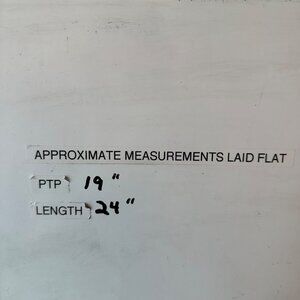 APPROXIMATE MEASUREMENTS LAID FLAT
PTP 19"
LENGTH 24"